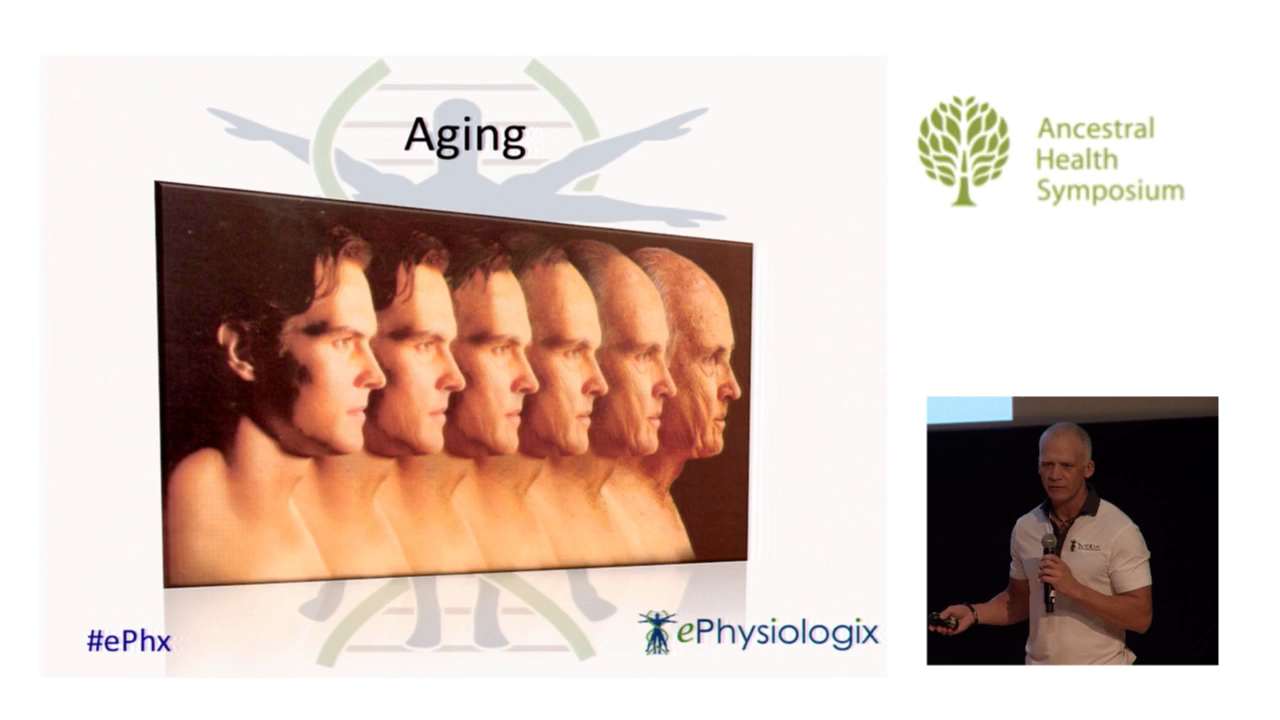 Aging
#ePhx
ePhysiologix
Ancestral
Health
Symposium